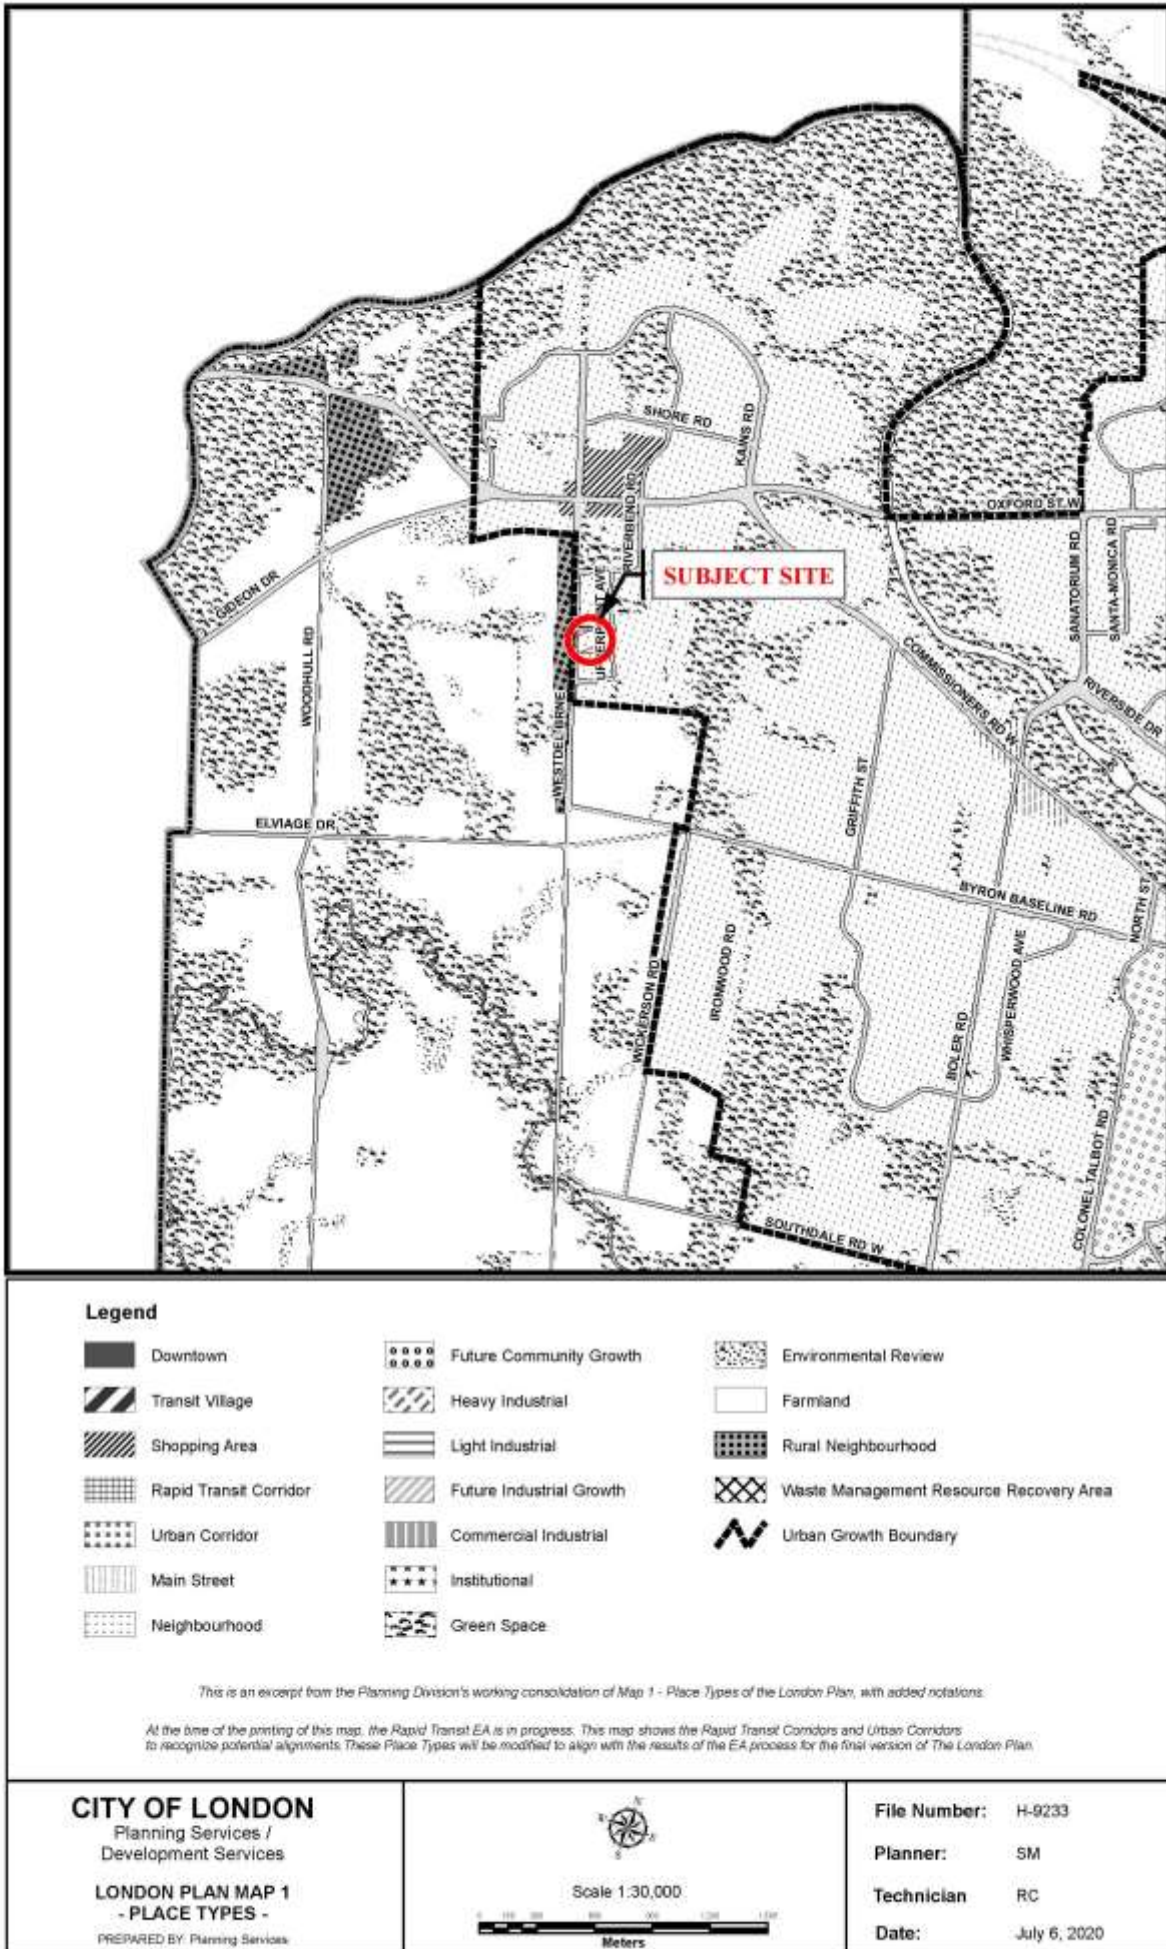 SHORE RD
KAINS RD
RIVERBEND RD
OXFORD ST W
SUBJECT SITE
GIDEON DR
WOODHULL RD
SANATORIUM RD
SANTA-MONICA RD
COMMISSIONERS RD W
RIVERSIDE DR
WESTDEL BRNE
GRIFFITH ST
ELVIAGE DR
BYRON BASELINE RD
NORTH ST
IRONWOOD RD
WICKERSON RD
WHISPERWOOD AVE
BOLER RD
COLONEL TALBOT RD
SOUTHDALE RD W
Legend
Downtown
Transit Village
Shopping Area
Rapid Transit Corridor
Urban Corridor
Main Street
Neighbourhood
Future Community Growth
Heavy Industrial
Light Industrial
Future Industrial Growth
Commercial Industrial
Institutional
Green Space
Environmental Review
Farmland
Rural Neighbourhood
Waste Management Resource Recovery Area
Urban Growth Boundary
This is an excerpt from the Planning Division's working consolidation of Map 1 - Place Types of the London Plan, with added notations.
At the time of the printing of this map, the Rapid Transit EA is in progress. This map shows the Rapid Transit Corridors and Urban Corridors
to recognize potential alignments. These Place Types will be modified to align with the results of the EA process for the final version of The London Plan.
CITY OF LONDON
Planning Services /
Development Services
LONDON PLAN MAP 1
- PLACE TYPES -
PREPARED BY: Planning Services
N
S
Scale 1:30,000
Meters
File Number: H-9233
Planner: SM
Technician RC
Date: July 6, 2020